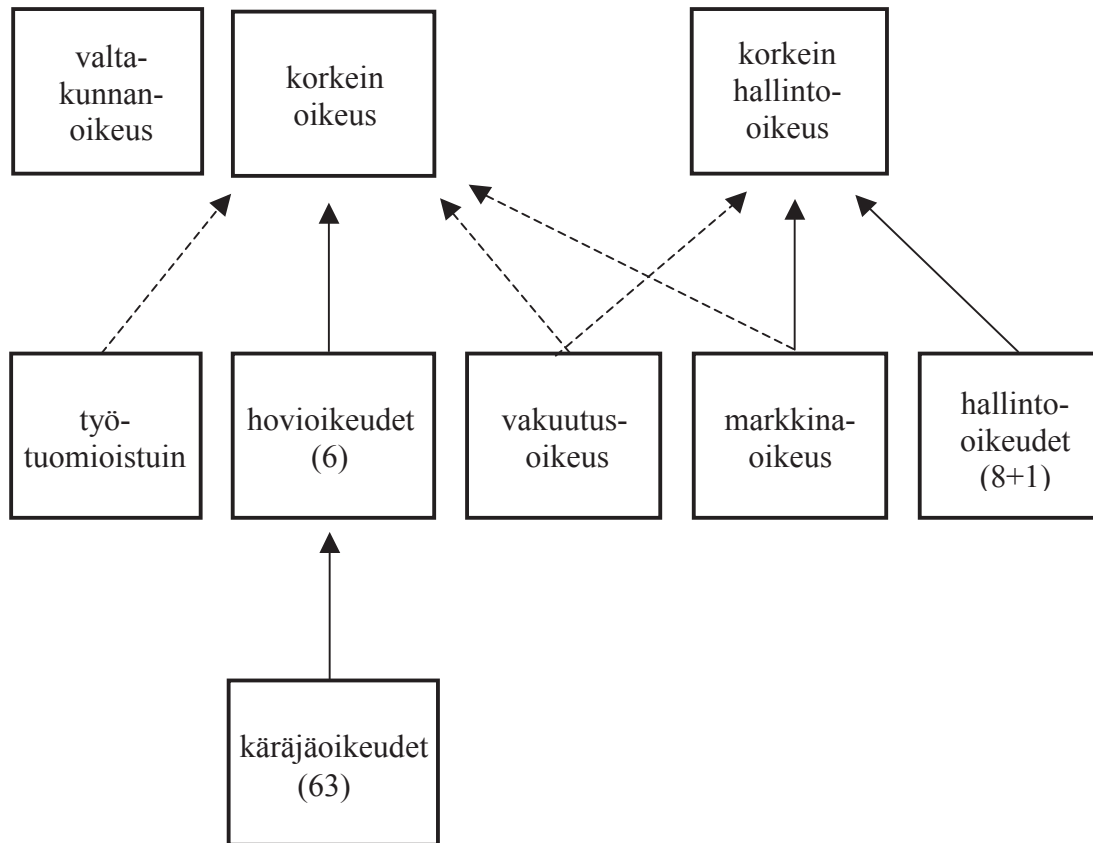 valta-
kunnan-
oikeus
korkein
oikeus
korkein
hallinto-
oikeus
työ-
tuomioistuin
hovioikeudet
(6)
vakuutus-
oikeus
markkina-
oikeus
hallinto-
oikeudet
(8+1)
käräjäoikeudet
(63)